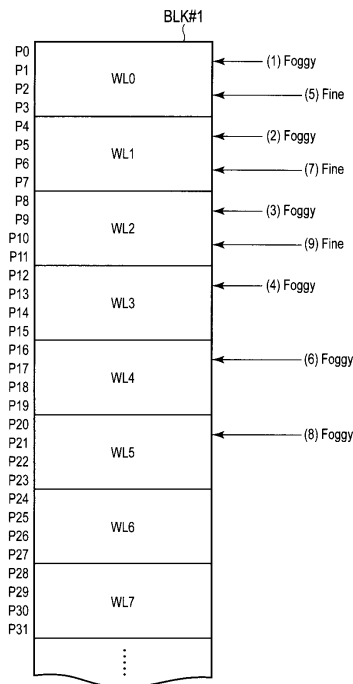 BLK#1
P0
P1
P2
P3
WL0
(1) Foggy
(5) Fine
P4
P5
P6
P7
WL1
(2) Foggy
(7) Fine
P8
P9
P10
P11
WL2
(3) Foggy
(9) Fine
P12
P13
P14
P15
WL3
(4) Foggy
P16
P17
P18
P19
WL4
(6) Foggy
P20
P21
P22
P23
WL5
(8) Foggy
P24
P25
P26
P27
WL6
P28
P29
P30
P31
WL7